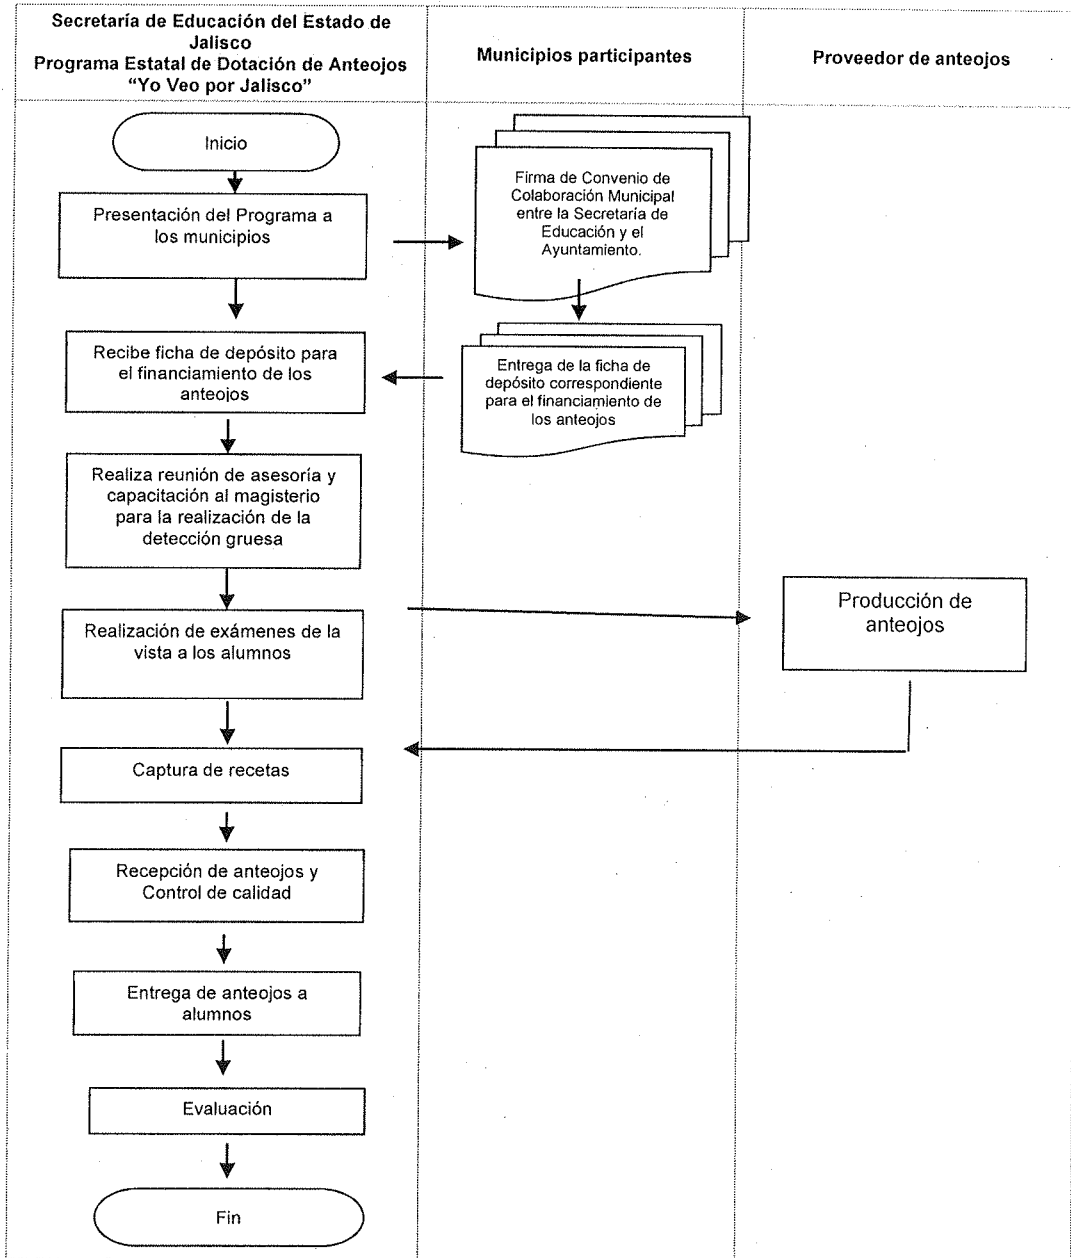 Secretaría de Educación del Estado de
Jalisco
Programa Estatal de Dotación de Anteojos
“Yo Veo por Jalisco”
Municipios participantes
Proveedor de anteojos
Inicio
Presentación del Programa a
los municipios
Firma de Convenio de
Colaboración Municipal
entre la Secretaría de
Educación y el
Ayuntamiento.
Recibe ficha de depósito para
el financiamiento de los
anteojos
Entrega de la ficha de
depósito correspondiente
para el financiamiento de
los anteojos
Realiza reunión de asesoría y
capacitación al magisterio
para la realización de la
detección gruesa
Realización de exámenes de la
vista a los alumnos
Producción de
anteojos
Captura de recetas
Recepción de anteojos y
Control de calidad
Entrega de anteojos a
alumnos
Evaluación
Fin